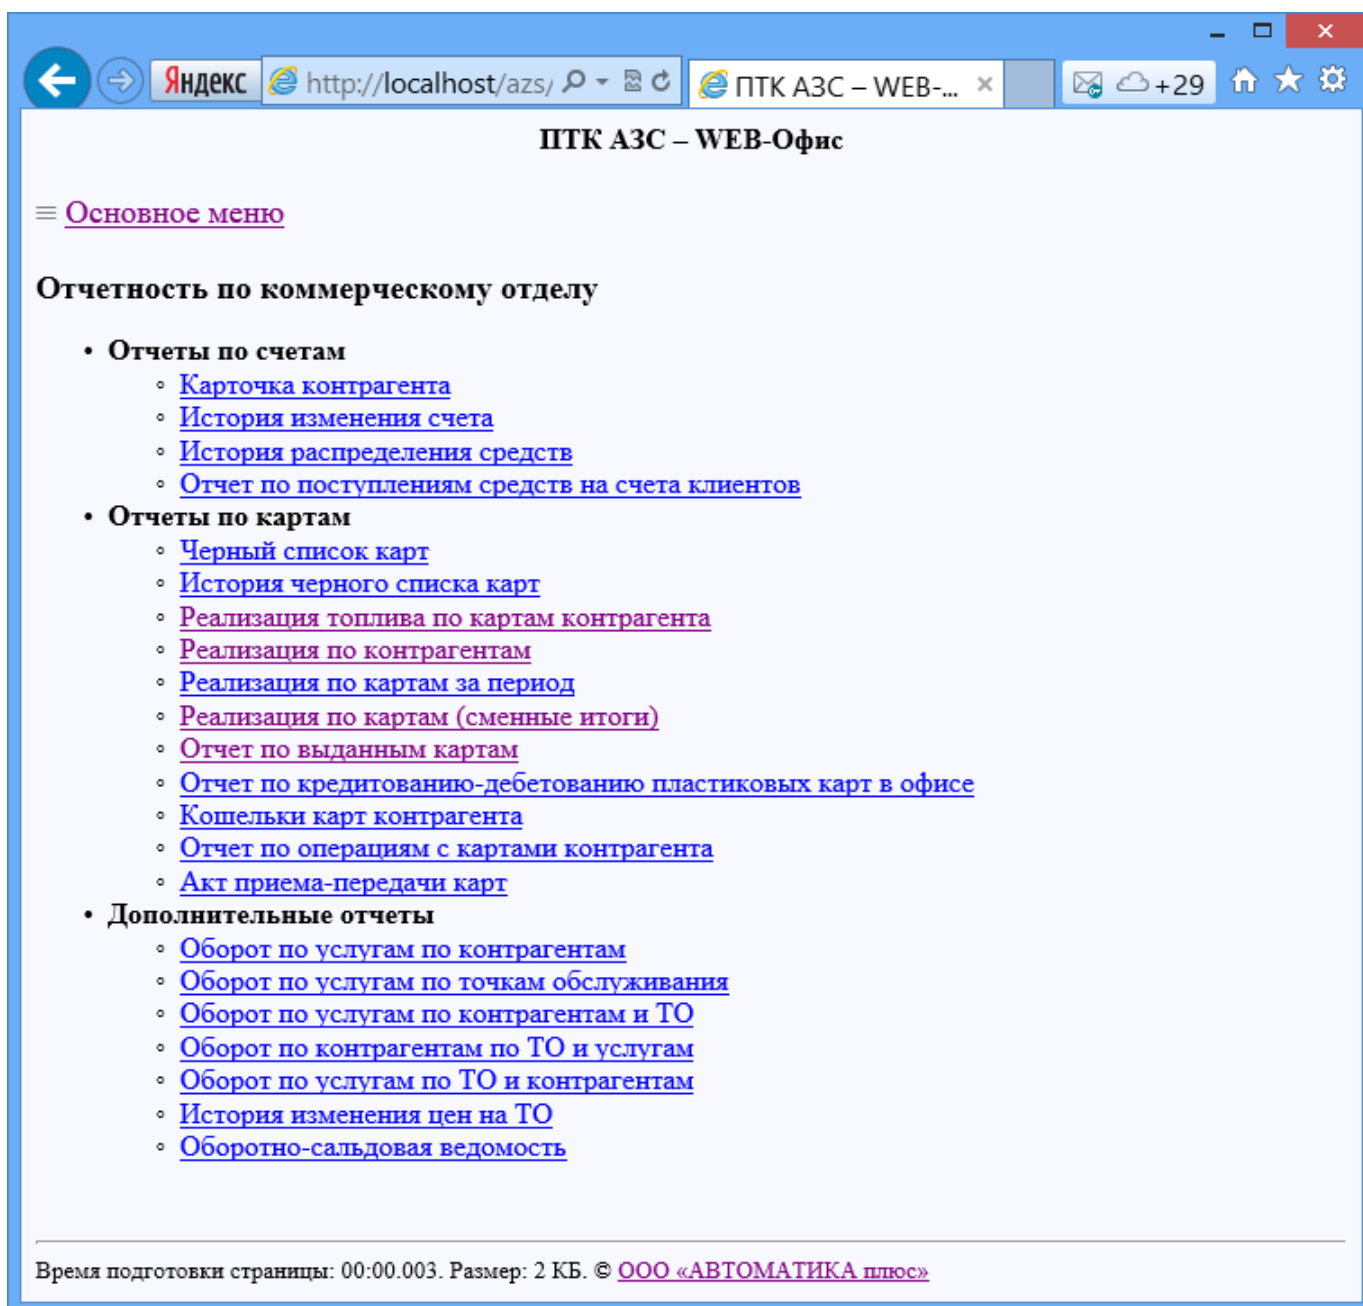 Яндекс http://localhost/azs/ ПТК АЗС – WEB-... +29
ПТК АЗС – WEB-Офис
Основное меню
Отчетность по коммерческому отделу
• Отчеты по счетам
◦ Карточка контрагента
◦ История изменения счета
◦ История распределения средств
◦ Отчет по поступлениям средств на счета клиентов
• Отчеты по картам
◦ Черный список карт
◦ История черного списка карт
◦ Реализация топлива по картам контрагента
◦ Реализация по контрагентам
◦ Реализация по картам за период
◦ Реализация по картам (сменные итоги)
◦ Отчет по выданным картам
◦ Отчет по кредитованию-дебетованию пластиковых карт в офисе
◦ Кошельки карт контрагента
◦ Отчет по операциям с картами контрагента
◦ Акт приема-передачи карт
• Дополнительные отчеты
◦ Оборот по услугам по контрагентам
◦ Оборот по услугам по точкам обслуживания
◦ Оборот по услугам по контрагентам и ТО
◦ Оборот по контрагентам по ТО и услугам
◦ Оборот по услугам по ТО и контрагентам
◦ История изменения цен на ТО
◦ Оборотно-сальдовая ведомость
Время подготовки страницы: 00:00.003. Размер: 2 КБ. © ООО «АВТОМАТИКА плюс»